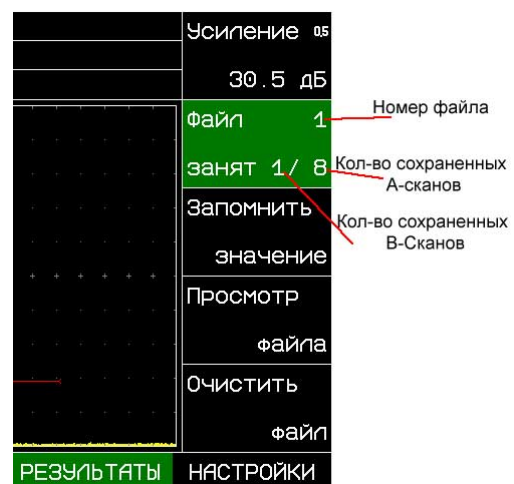 Усиление 0,5
30.5 дБ
Файл 1
занят 1/ 8
Запомнить
значение
Просмотр
файла
Очистить
файл
РЕЗУЛЬТАТЫ НАСТРОЙКИ
Номер файла
Кол-во сохраненных
А-сканов
Кол-во сохраненных
В-Сканов